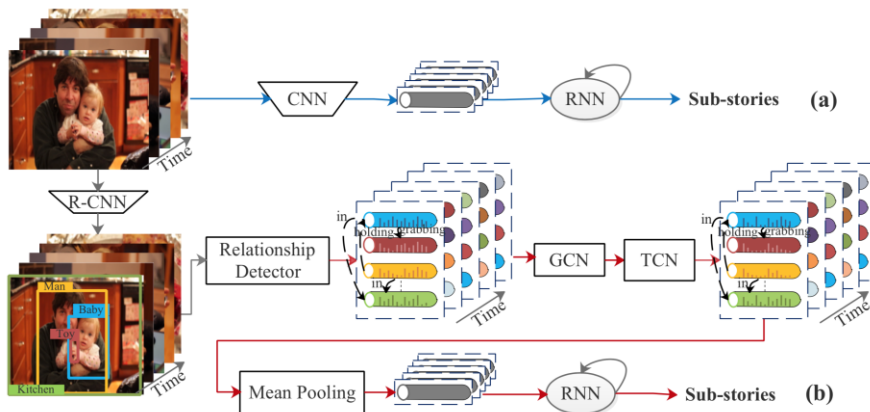 CNN
RNN
Sub-stories
(a)
Time
R-CNN
in
holding
grabbing
in
Time
in
holding
grabbing
in
Time
Relationship
Detector
GCN
TCN
Man
Baby
Toy
Kitchen
Time
Mean Pooling
RNN
Sub-stories
(b)